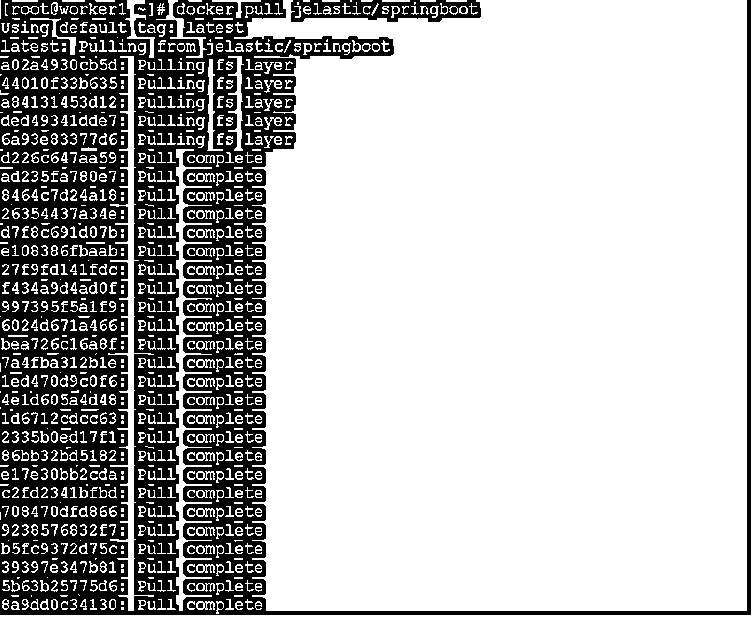 [root@worker1 ~]# docker pull jelastic/springboot
Using default tag: latest
latest: Pulling from jelastic/springboot
a02a4930cb5d: Pulling fs layer
44010f33b635: Pulling fs layer
a84131453d12: Pulling fs layer
ded49341dde7: Pulling fs layer
6a93e83377d6: Pulling fs layer
d226c647aa59: Pull complete
ad235fa780e7: Pull complete
8464c7d24a18: Pull complete
26354437a34e: Pull complete
d7f8c691d07b: Pull complete
e108386fbaab: Pull complete
27f9fd141fdc: Pull complete
f434a9d4ad0f: Pull complete
997395f5a1f9: Pull complete
6024d671a466: Pull complete
bea726c16a8f: Pull complete
7a4fba312b1e: Pull complete
1ed470d9c0f6: Pull complete
4e1d605a4d48: Pull complete
1d6712cdcc63: Pull complete
2335b0ed17f1: Pull complete
86bb32bd5182: Pull complete
e17e30bb2cda: Pull complete
c2fd2341bfbd: Pull complete
708470dfd866: Pull complete
9238576832f7: Pull complete
b5fc9372d75c: Pull complete
39397e347b81: Pull complete
5b63b25775d6: Pull complete
8a9dd0c34130: Pull complete